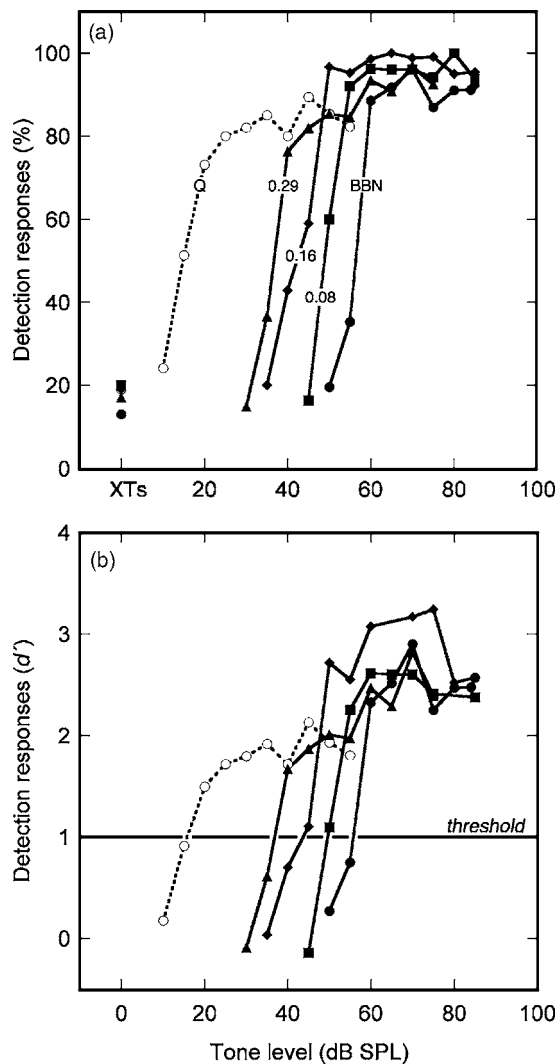 (a)
Detection responses (%)
100
80
60
40
20
0
Q
0.29
BBN
0.16
0.08
XTs
20
40
60
80
100
(b)
Detection responses (d′)
4
3
2
1
0
threshold
0
20
40
60
80
100
Tone level (dB SPL)